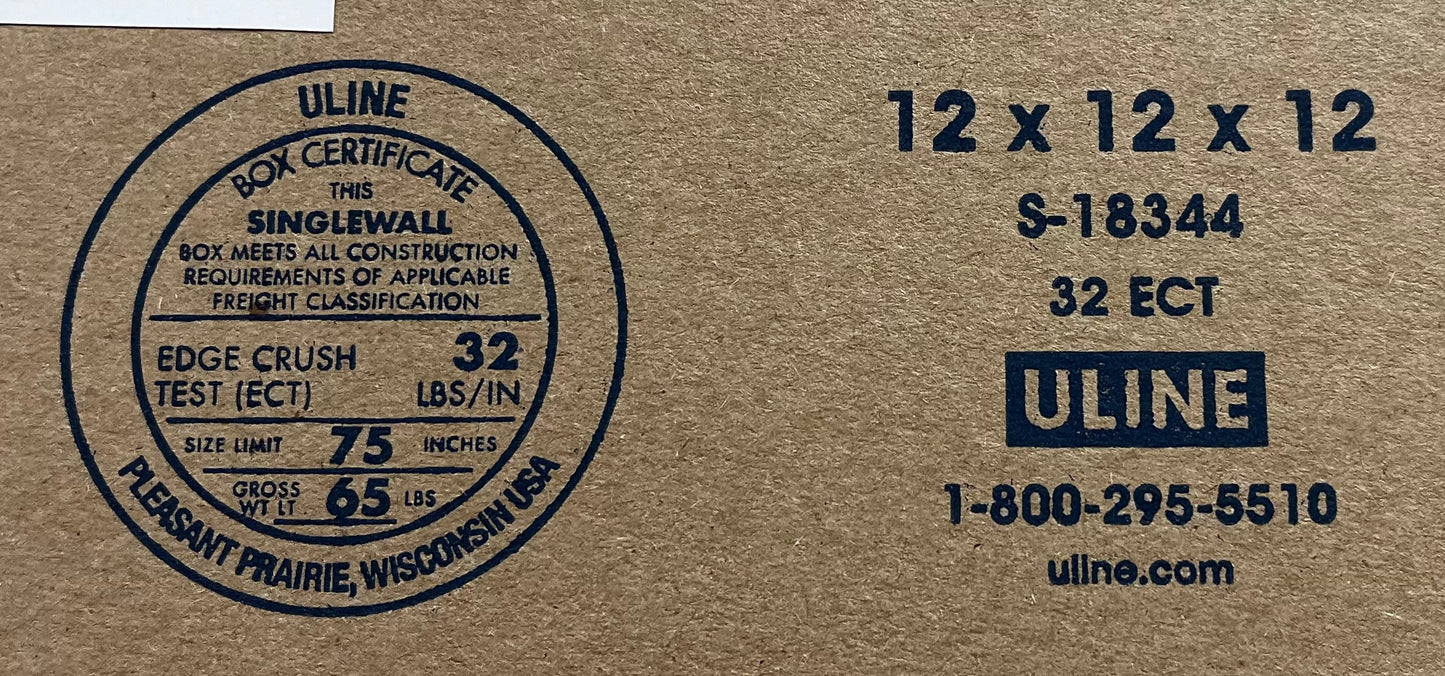 ULINE
BOX CERTIFICATE
THIS
SINGLEWALL
BOX MEETS ALL CONSTRUCTION
REQUIREMENTS OF APPLICABLE
FREIGHT CLASSIFICATION
EDGE CRUSH 32
TEST (ECT) LBS/IN
SIZE LIMIT 75 INCHES
GROSS
WT LT 65 LBS
PLEASANT PRAIRIE, WISCONSIN USA
12 x 12 x 12
S-18344
32 ECT
ULINE
1-800-295-5510
uline.com